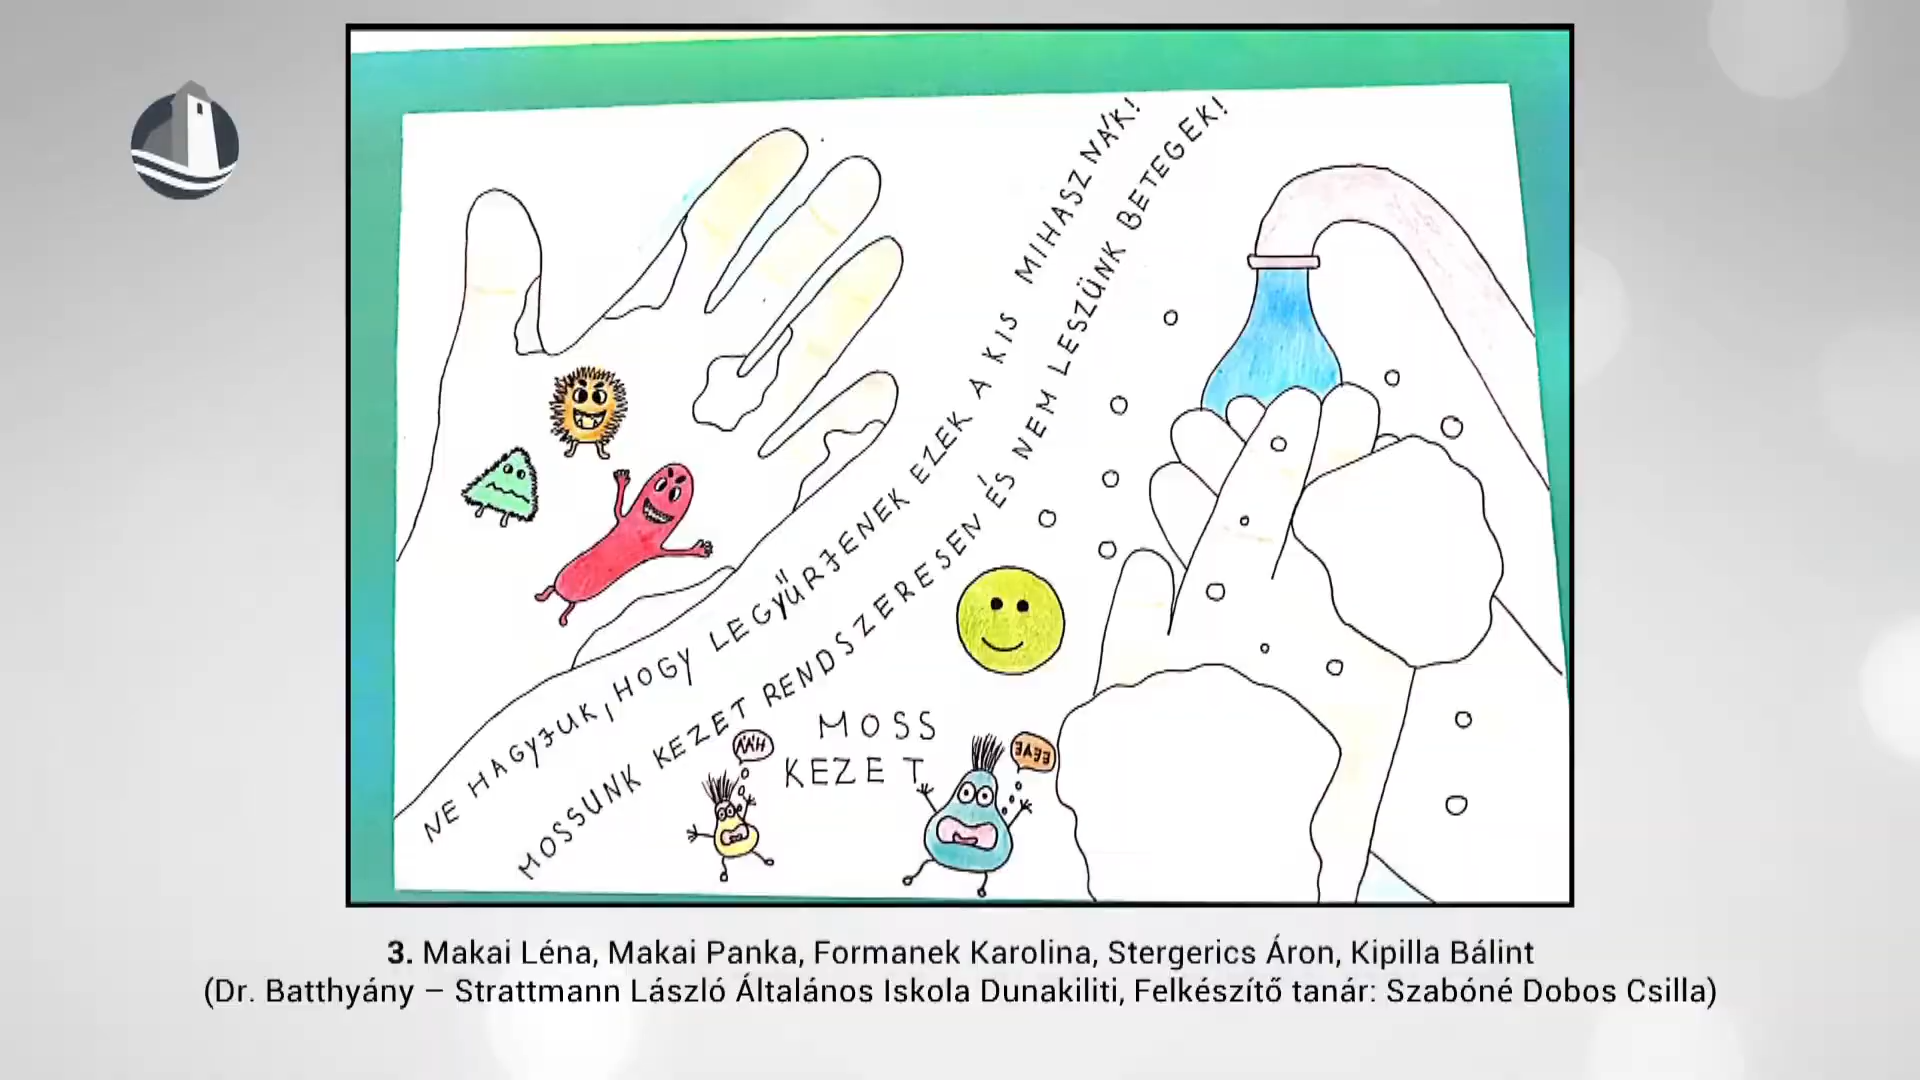 NE HAGYJUK, HOGY LEGYŰRJENEK EZEK A KIS MIHASZNÁK!
MOSSUNK KEZET RENDSZERESEN ÉS NEM LESZÜNK BETEGEK!
MOSS
KEZET
ÁÁH
3. Makai Léna, Makai Panka, Formanek Karolina, Stergerics Áron, Kipilla Bálint
(Dr. Batthyány – Strattmann László Általános Iskola Dunakiliti, Felkészítő tanár: Szabóné Dobos Csilla)